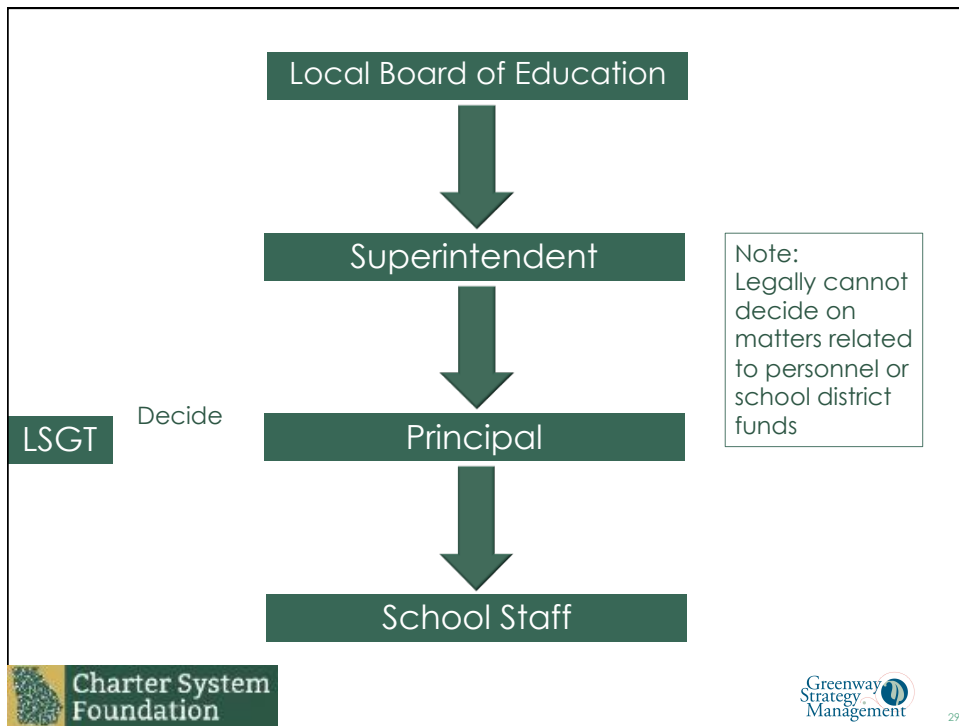 Local Board of Education
Superintendent
Note:
Legally cannot
decide on
matters related
to personnel or
school district
funds
Decide
LSGT
Principal
School Staff
Charter System
Foundation
Greenway
Strategy
Management
29